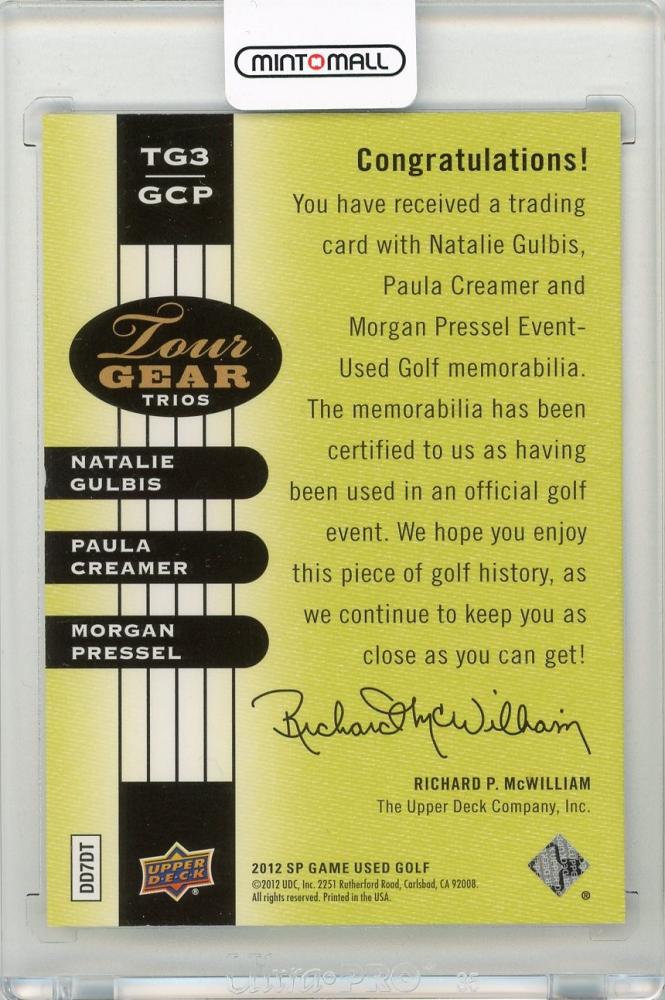 MINTOMALL
TG3
GCP
Tour
GEAR
TRIOS
NATALIE
GULBIS
PAULA
CREAMER
MORGAN
PRESSEL
Congratulations!
You have received a trading
card with Natalie Gulbis,
Paula Creamer and
Morgan Pressel Event-
Used Golf memorabilia.
The memorabilia has been
certified to us as having
been used in an official golf
event. We hope you enjoy
this piece of golf history, as
we continue to keep you as
close as you can get!
Richard McWilliam
RICHARD P. McWILLIAM
The Upper Deck Company, Inc.
DD7DT
UPPER
D·E·C·K
®
2012 SP GAME USED GOLF
©2012 UDC, Inc. 2251 Rutherford Road, Carlsbad, CA 92008.
All rights reserved. Printed in the USA.
®
Ultra·PRO 35